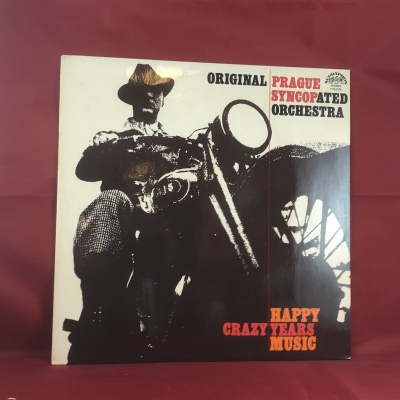 ORIGINAL PRAGUE
SYNCOPATED
ORCHESTRA
HAPPY
CRAZY YEARS
MUSIC